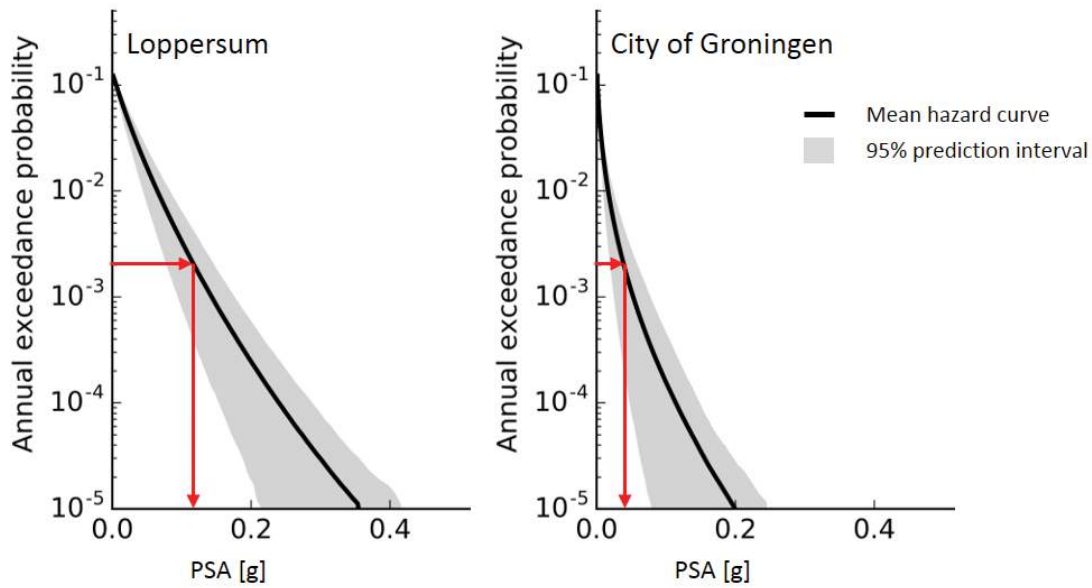 Loppersum
Annual exceedance probability
10⁻¹
10⁻²
10⁻³
10⁻⁴
10⁻⁵
0.0 0.2 0.4
PSA [g]
City of Groningen
Annual exceedance probability
10⁻¹
10⁻²
10⁻³
10⁻⁴
10⁻⁵
0.0 0.2 0.4
PSA [g]
Mean hazard curve
95% prediction interval